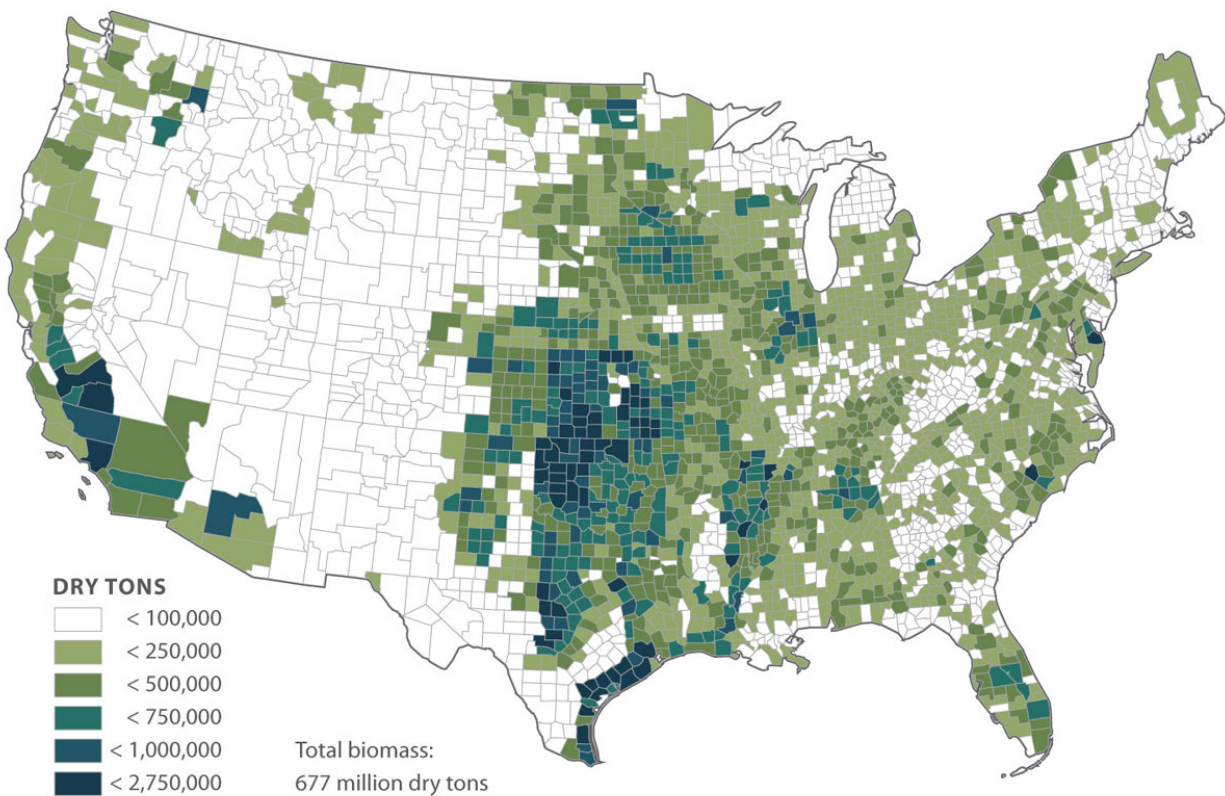 DRY TONS
< 100,000
< 250,000
< 500,000
< 750,000
< 1,000,000
< 2,750,000
Total biomass:
677 million dry tons